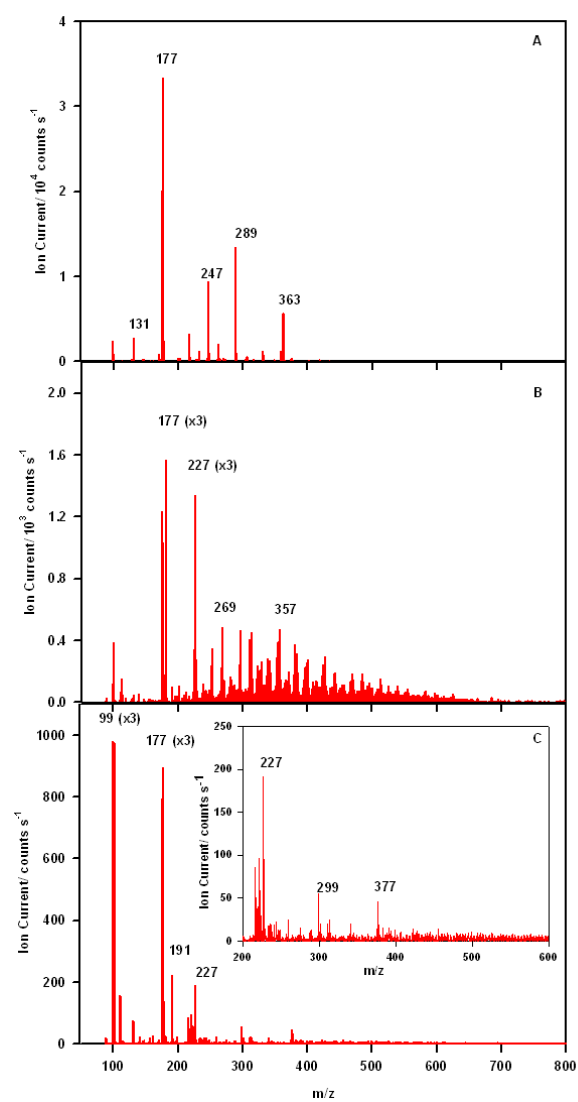 A
Ion Current/ 10⁴ counts s⁻¹
4
3
2
1
0
177
289
247
363
131
B
Ion Current/ 10³ counts s⁻¹
2.0
1.6
1.2
0.8
0.4
0.0
177 (x3)
227 (x3)
269
357
99 (x3)
177 (x3)
191
227
Ion Current/ counts s⁻¹
1000
800
600
400
200
0
C
Ion Current/ counts s⁻¹
250
200
150
100
50
0
227
299
377
200 300 400 500 600
m/z
100 200 300 400 500 600 700 800
m/z